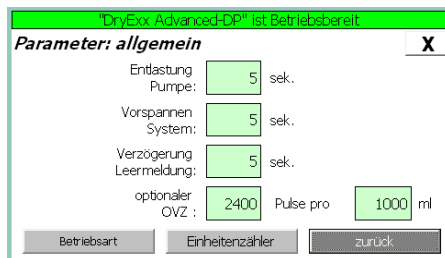 "DryExx Advanced-DP" ist Betriebsbereit
Parameter: allgemein X
Entlastung
Pumpe: 5 sek.
Vorspannen
System: 5 sek.
Verzögerung
Leermeldung: 5 sek.
optionaler
OVZ : 2400 Pulse pro 1000 ml
Betriebsart Einheitenzähler zurück